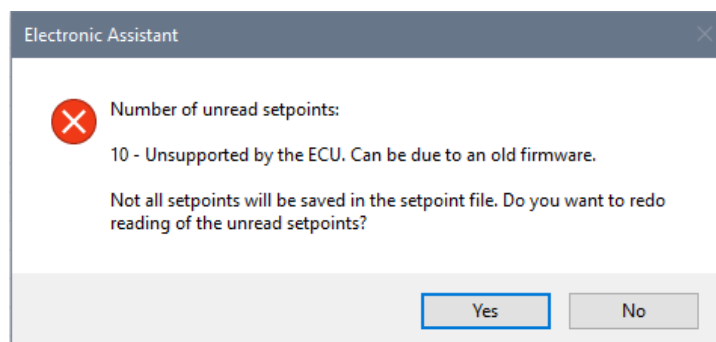 Electronic Assistant
Number of unread setpoints:
10 - Unsupported by the ECU. Can be due to an old firmware.
Not all setpoints will be saved in the setpoint file. Do you want to redo
reading of the unread setpoints?
Yes No